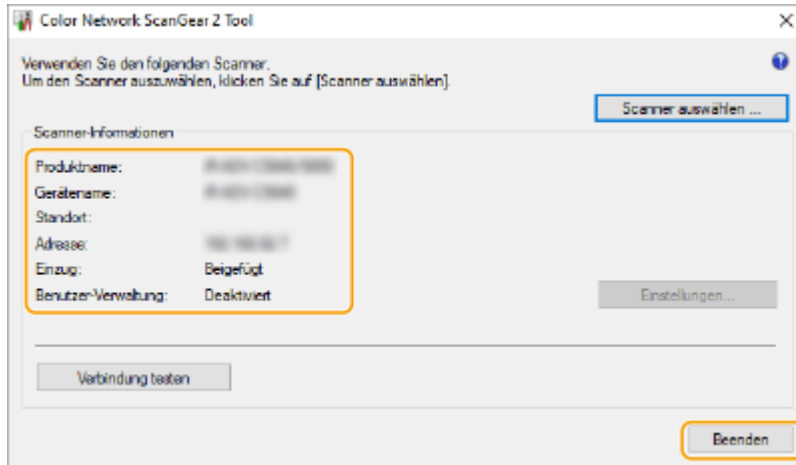 Color Network ScanGear 2 Tool
Verwenden Sie den folgenden Scanner.
Um den Scanner auszuwählen, klicken Sie auf [Scanner auswählen].
Scanner auswählen ...
Scanner-Informationen
Produktname:
Gerätename:
Standort:
Adresse:
Einzug: Beigefügt
Benutzer-Verwaltung: Deaktiviert
Einstellungen...
Verbindung testen
Beenden